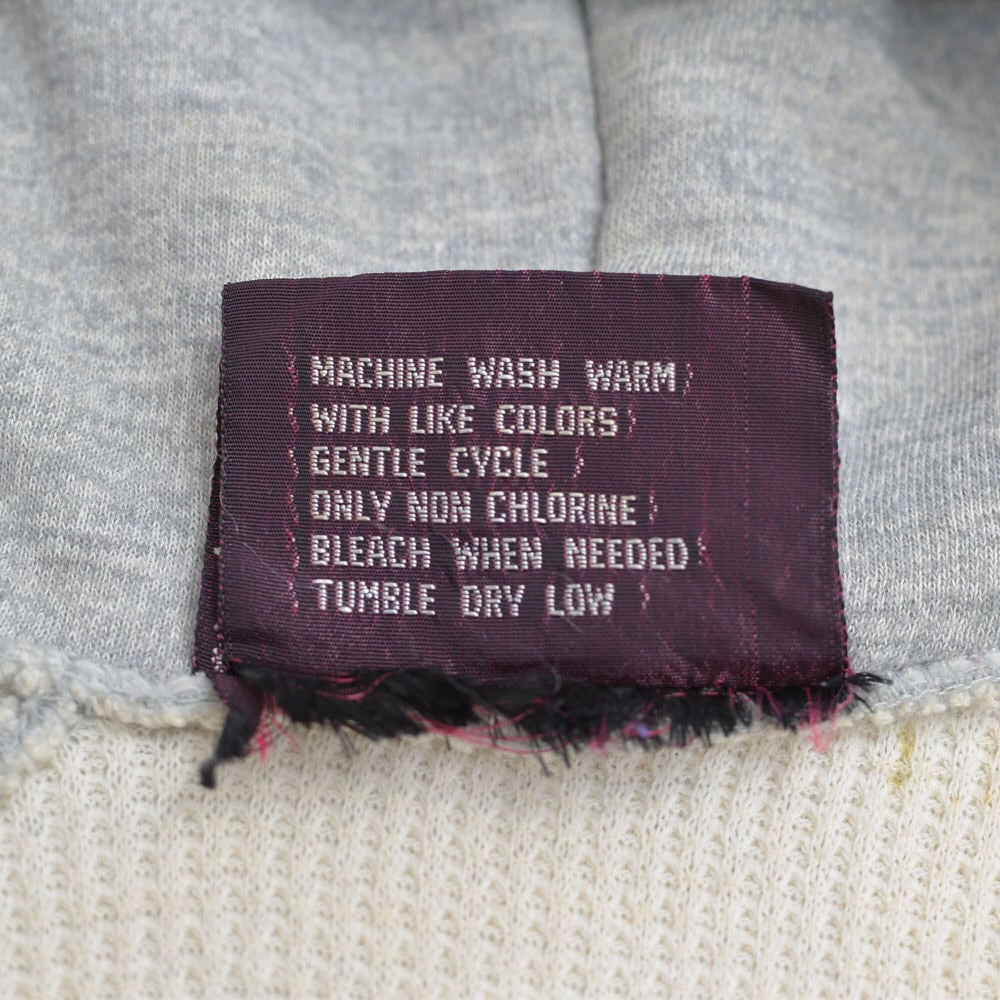 MACHINE WASH WARM
WITH LIKE COLORS
GENTLE CYCLE
ONLY NON CHLORINE
BLEACH WHEN NEEDED
TUMBLE DRY LOW